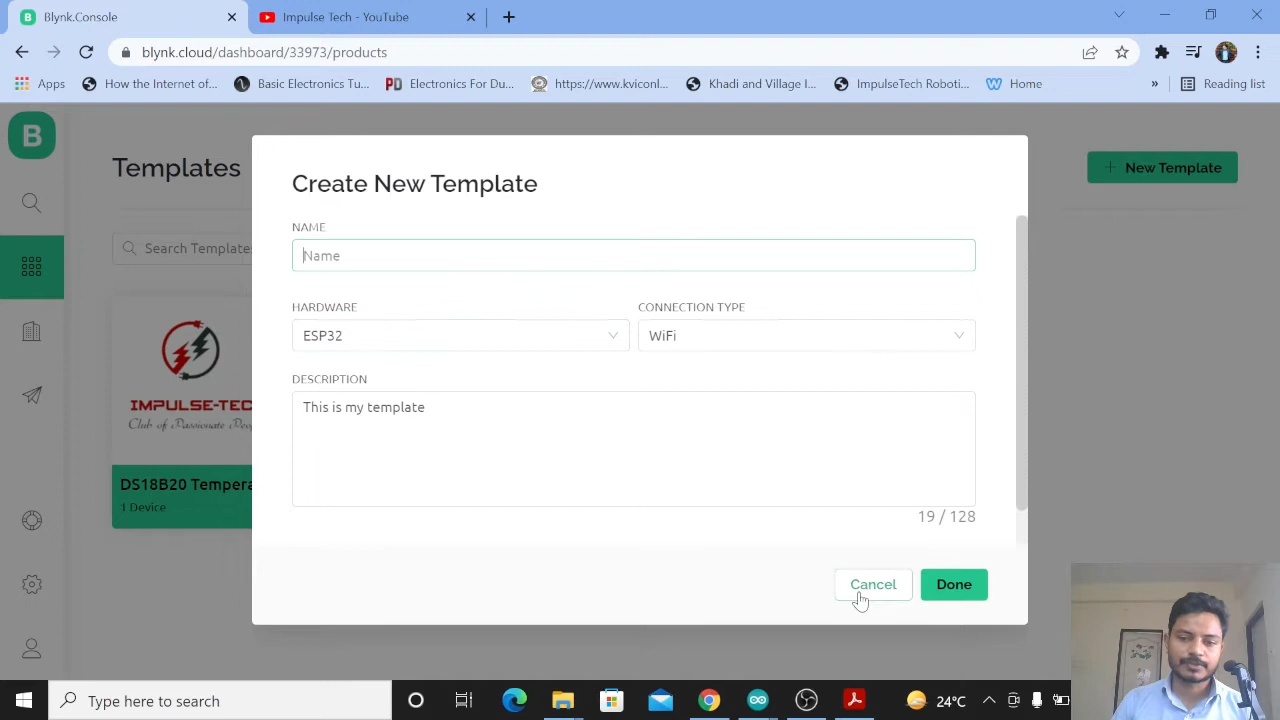 Blynk.Console
Impulse Tech - YouTube
blynk.cloud/dashboard/33973/products
Apps
How the Internet of...
Basic Electronics Tu...
PD Electronics For Du...
https://www.kviconl...
Khadi and Village I...
ImpulseTech Roboti...
Home
»
Reading list
B
Templates
+ New Template
Search Template
IMPULSE-TEC
Club of Passionate Pe
DS18B20 Tempera
1 Device
Create New Template
NAME
Name
HARDWARE
CONNECTION TYPE
ESP32
WiFi
DESCRIPTION
This is my template
19 / 128
Cancel
Done
Type here to search
24°C